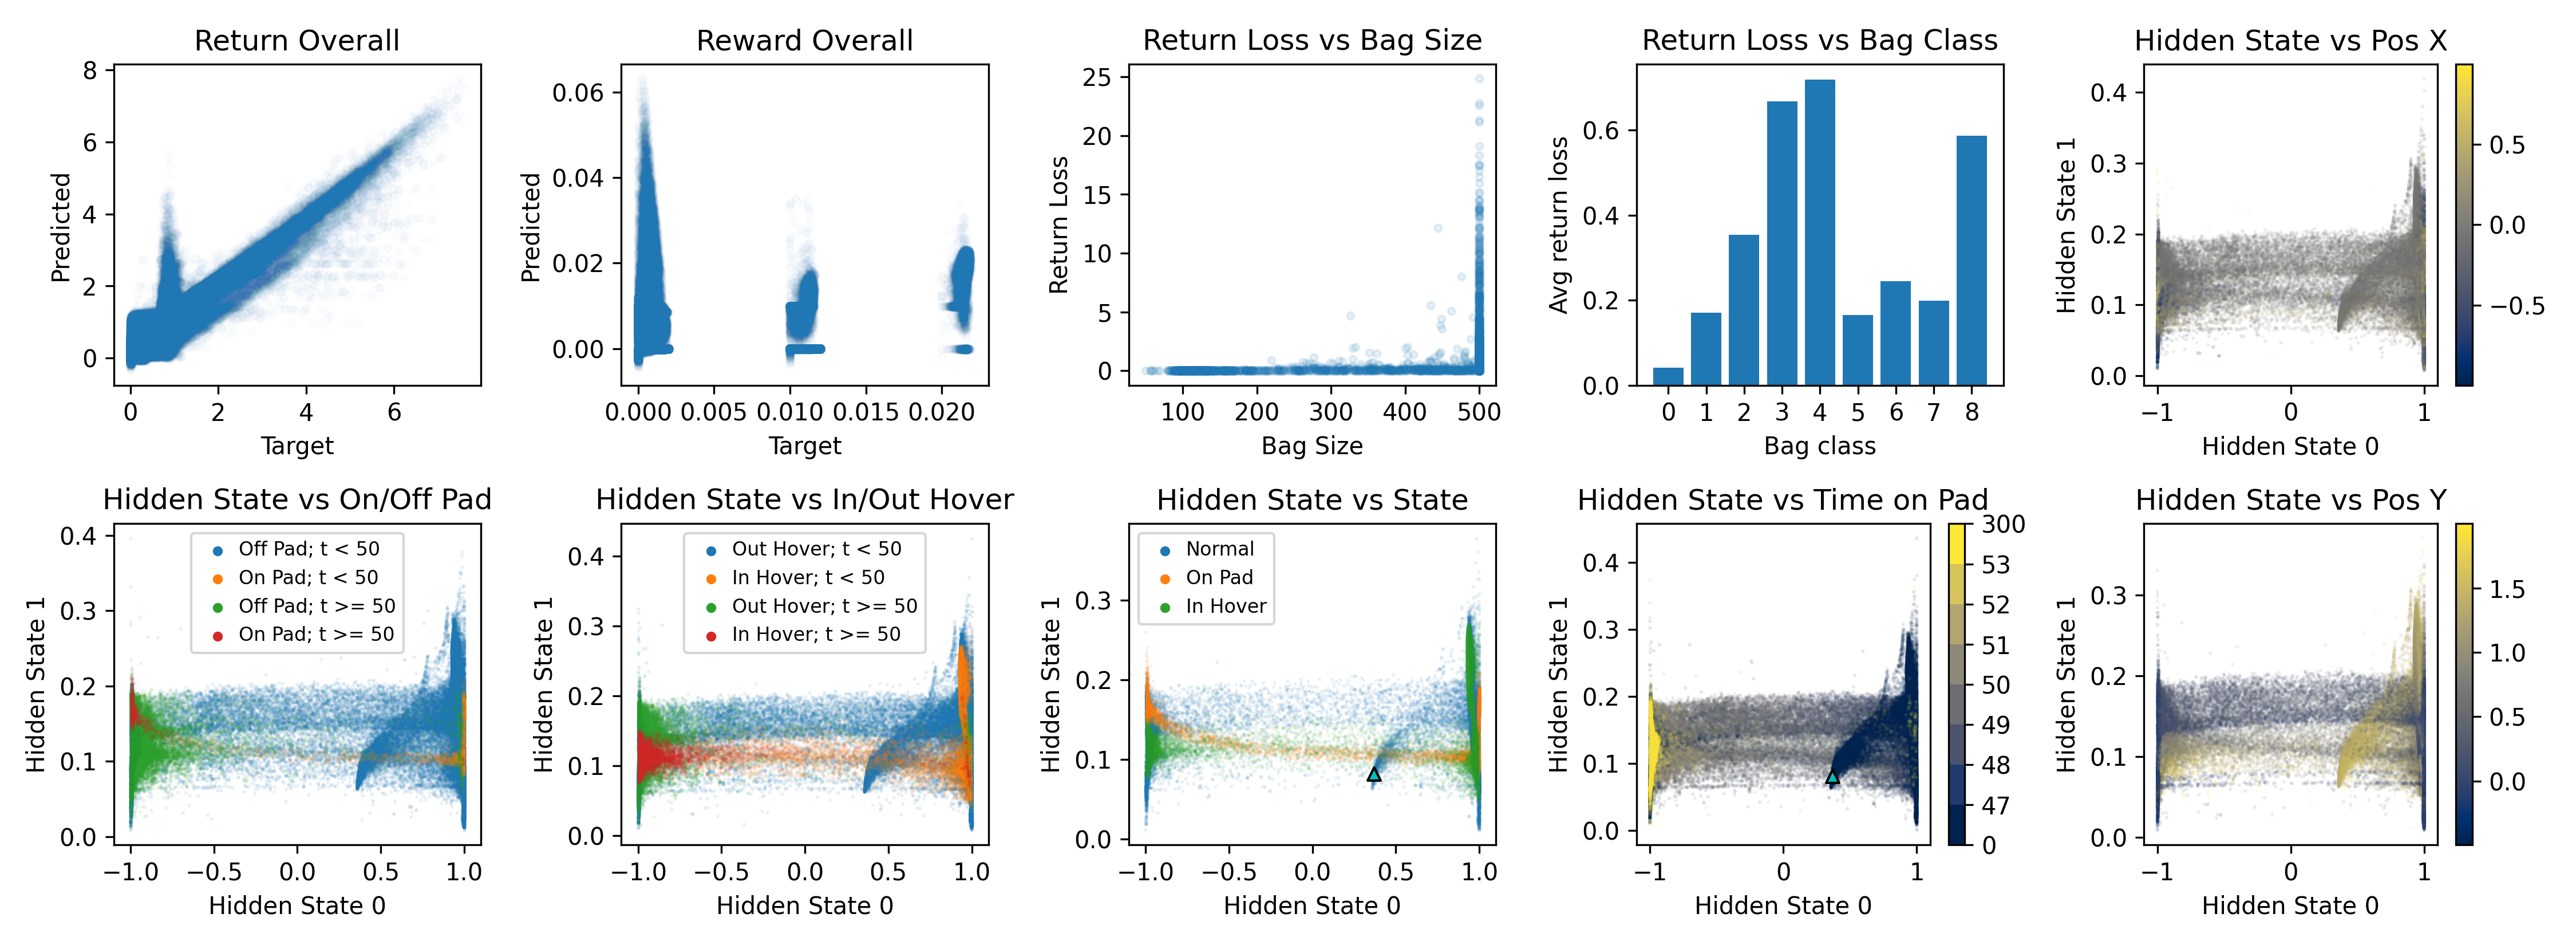 Return Overall
Predicted
8
6
4
2
0
0 2 4 6
Target
Reward Overall
Predicted
0.06
0.04
0.02
0.00
0.000 0.005 0.010 0.015 0.020
Target
Return Loss vs Bag Size
Return Loss
25
20
15
10
5
0
100 200 300 400 500
Bag Size
Return Loss vs Bag Class
Avg return loss
0.6
0.4
0.2
0.0
0 1 2 3 4 5 6 7 8
Bag class
Hidden State vs Pos X
Hidden State 1
0.4
0.3
0.2
0.1
0.0
−1 0 1
Hidden State 0
0.5
0.0
−0.5
Hidden State vs On/Off Pad
Hidden State 1
0.4
0.3
0.2
0.1
0.0
Off Pad; t < 50
On Pad; t < 50
Off Pad; t >= 50
On Pad; t >= 50
−1.0 −0.5 0.0 0.5 1.0
Hidden State 0
Hidden State vs In/Out Hover
Hidden State 1
0.4
0.3
0.2
0.1
0.0
Out Hover; t < 50
In Hover; t < 50
Out Hover; t >= 50
In Hover; t >= 50
−1.0 −0.5 0.0 0.5 1.0
Hidden State 0
Hidden State vs State
Hidden State 1
0.3
0.2
0.1
0.0
Normal
On Pad
In Hover
−1.0 −0.5 0.0 0.5 1.0
Hidden State 0
Hidden State vs Time on Pad
Hidden State 1
0.4
0.3
0.2
0.1
0.0
−1 0 1
Hidden State 0
300
53
52
51
50
49
48
47
0
Hidden State vs Pos Y
Hidden State 1
0.3
0.2
0.1
0.0
−1 0 1
Hidden State 0
1.5
1.0
0.5
0.0